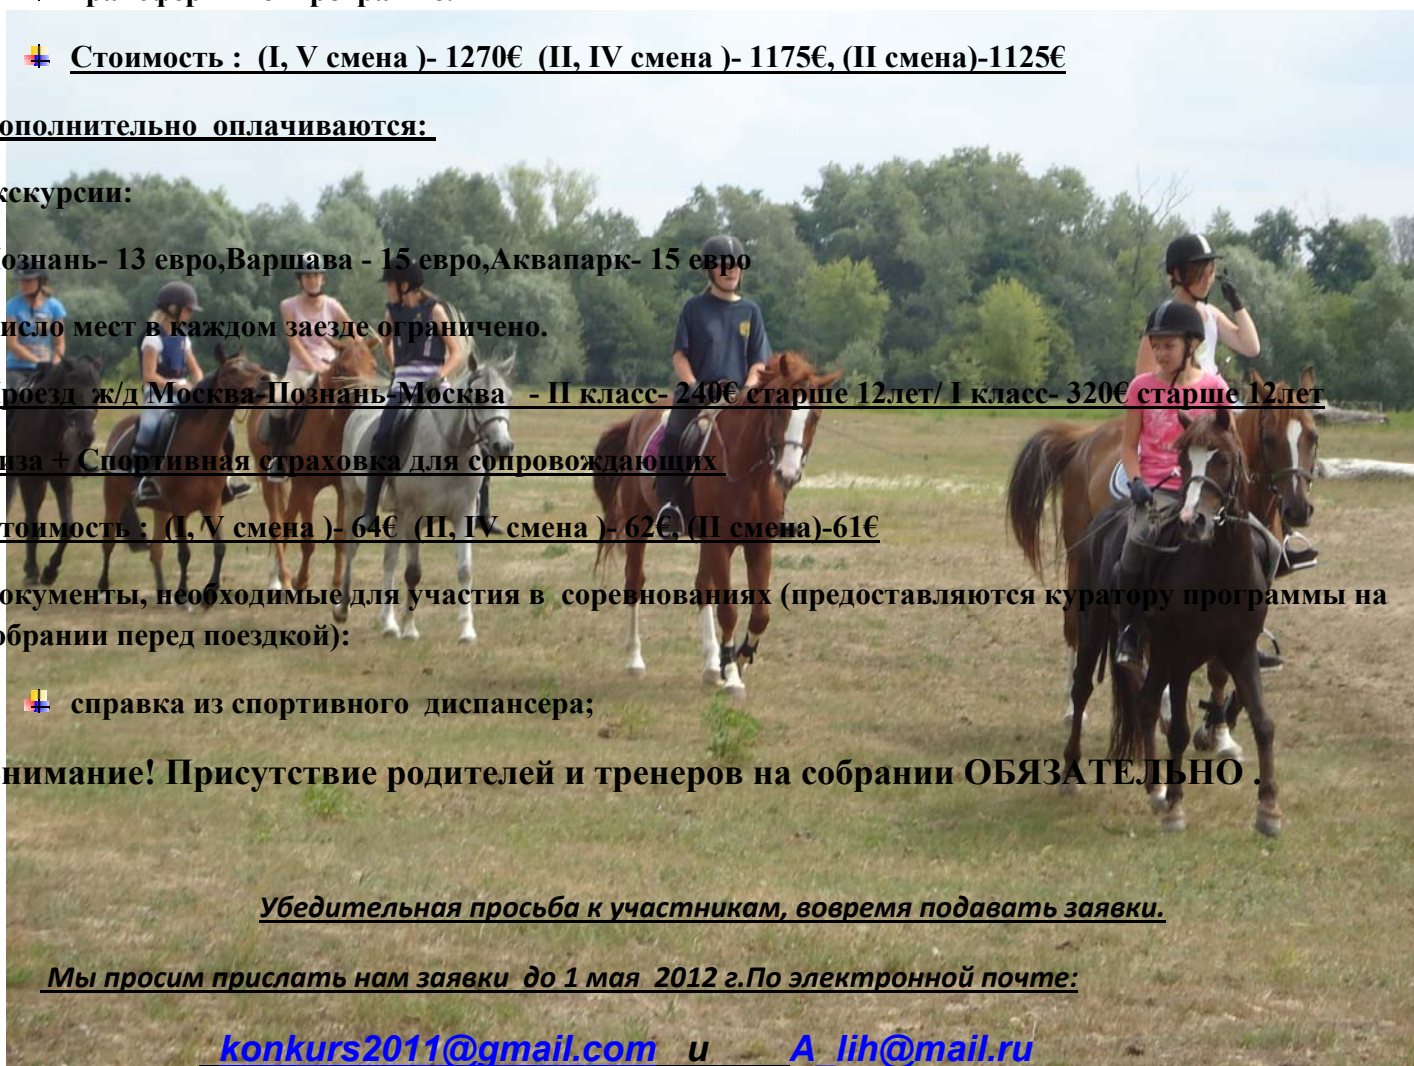 Стоимость : (I, V смена )- 1270€ (II, IV смена )- 1175€, (II смена)-1125€
ополнительно оплачиваются:
кскурсии:
ознань- 13 евро,Варшава - 15 евро,Аквапарк- 15 евро
исло мест в каждом заезде ограничено.
роезд ж/д Москва-Познань-Москва - II класс- 240€ старше 12лет/ I класс- 320€ старше 12лет
иза + Спортивная страховка для сопровождающих
тоимость : (I, V смена )- 64€ (II, IV смена )- 62€, (II смена)-61€
окументы, необходимые для участия в соревнованиях (предоставляются куратору программы на
обрании перед поездкой):
справка из спортивного диспансера;
нимание! Присутствие родителей и тренеров на собрании ОБЯЗАТЕЛЬНО .
Убедительная просьба к участникам, вовремя подавать заявки.
Мы просим прислать нам заявки до 1 мая 2012 г.По электронной почте:
konkurs2011@gmail.com и A_lih@mail.ru